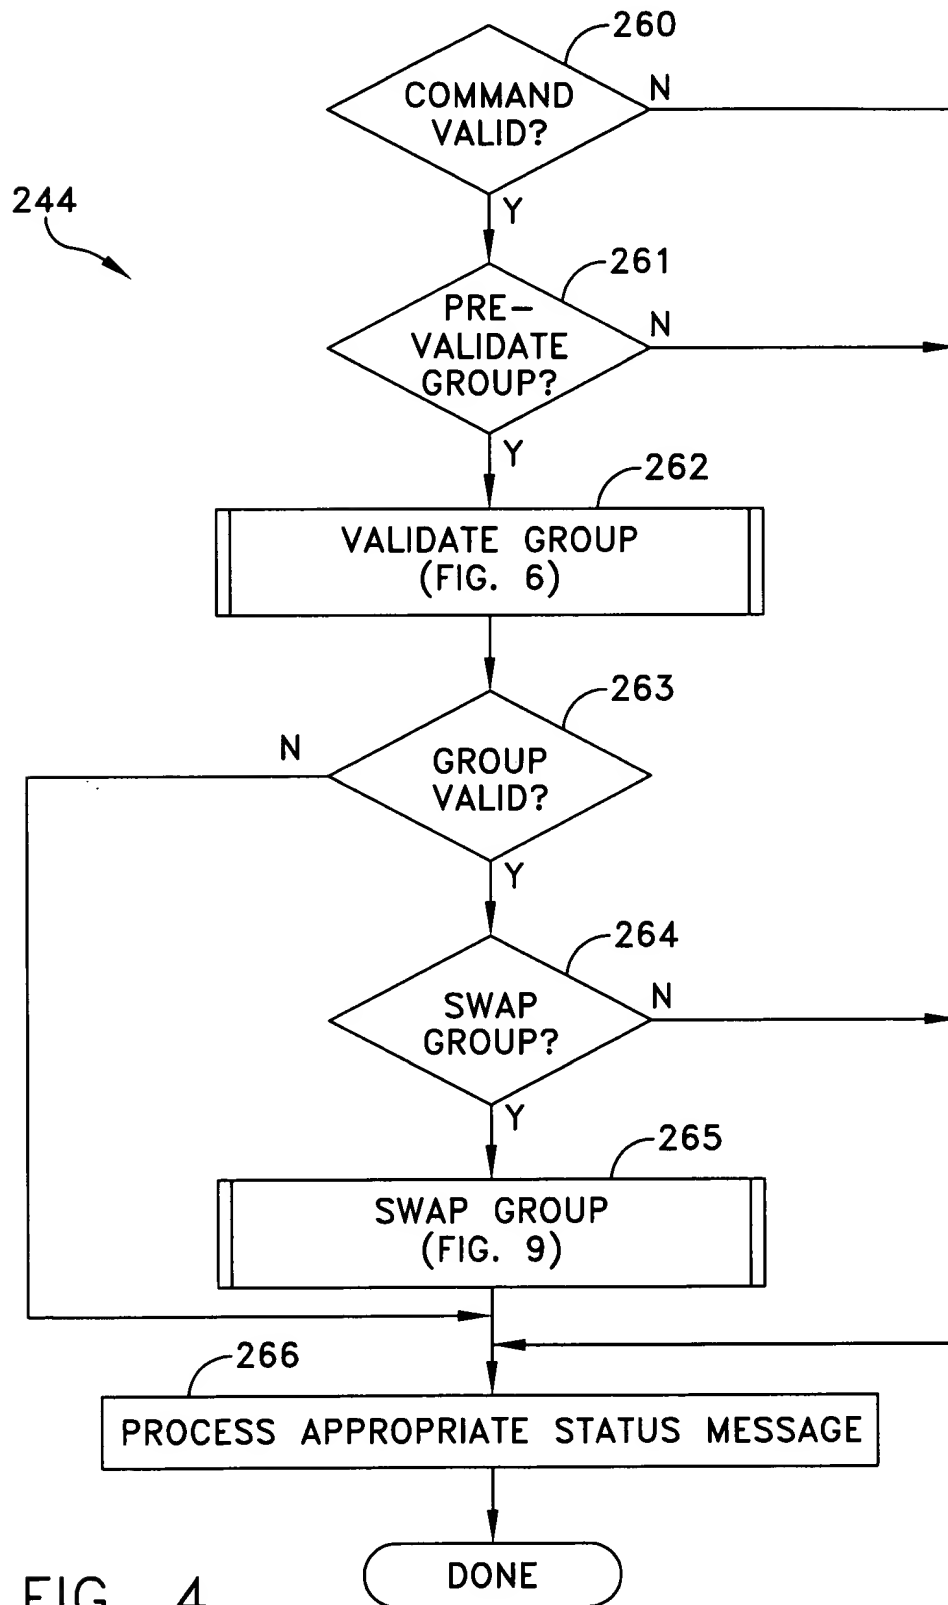 260
COMMAND
VALID?
N
244
Y
261
PRE-
VALIDATE
GROUP?
N
Y
262
VALIDATE GROUP
(FIG. 6)
263
N
GROUP
VALID?
Y
264
SWAP
GROUP?
N
Y
265
SWAP GROUP
(FIG. 9)
266
PROCESS APPROPRIATE STATUS MESSAGE
DONE
FIG. 4